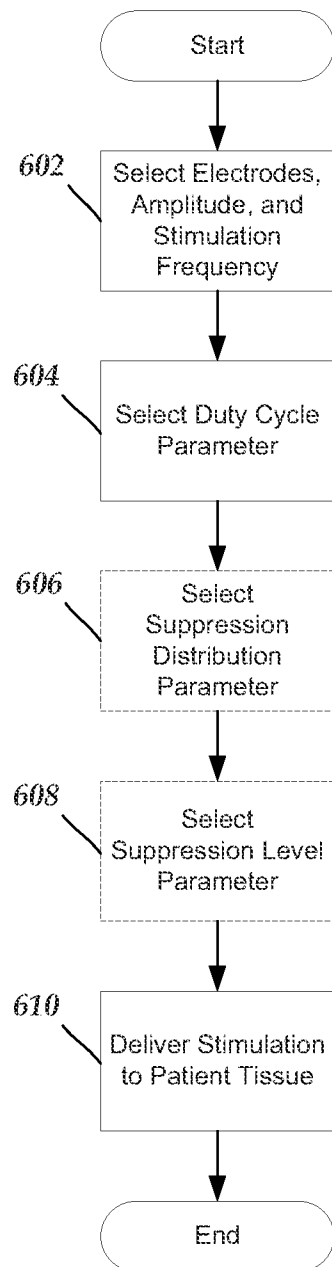 Start
602
Select Electrodes,
Amplitude, and
Stimulation
Frequency
604
Select Duty Cycle
Parameter
606
Select
Suppression
Distribution
Parameter
608
Select
Suppression Level
Parameter
610
Deliver Stimulation
to Patient Tissue
End